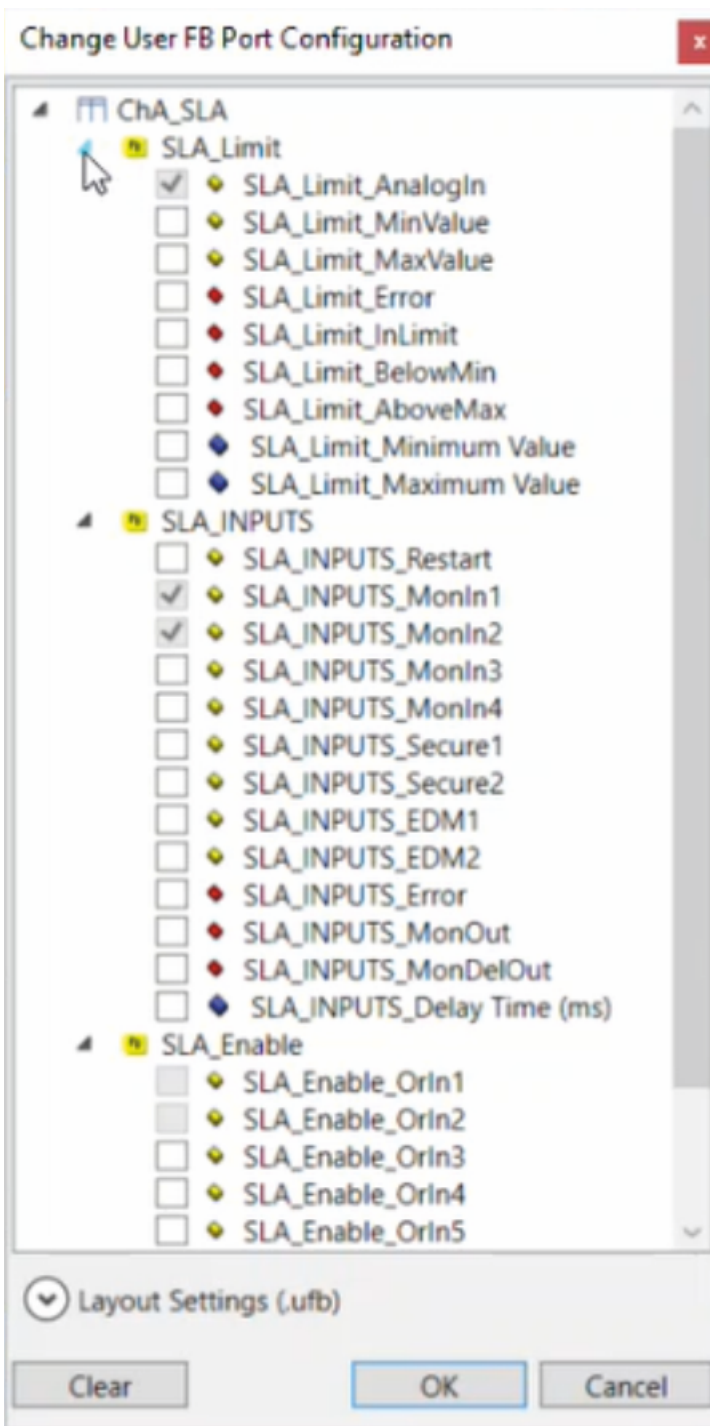 Change User FB Port Configuration
x
ChA_SLA
SLA_Limit
SLA_Limit_AnalogIn
SLA_Limit_MinValue
SLA_Limit_MaxValue
SLA_Limit_Error
SLA_Limit_InLimit
SLA_Limit_BelowMin
SLA_Limit_AboveMax
SLA_Limit_Minimum Value
SLA_Limit_Maximum Value
SLA_INPUTS
SLA_INPUTS_Restart
SLA_INPUTS_MonIn1
SLA_INPUTS_MonIn2
SLA_INPUTS_MonIn3
SLA_INPUTS_MonIn4
SLA_INPUTS_Secure1
SLA_INPUTS_Secure2
SLA_INPUTS_EDM1
SLA_INPUTS_EDM2
SLA_INPUTS_Error
SLA_INPUTS_MonOut
SLA_INPUTS_MonDelOut
SLA_INPUTS_Delay Time (ms)
SLA_Enable
SLA_Enable_OrIn1
SLA_Enable_OrIn2
SLA_Enable_OrIn3
SLA_Enable_OrIn4
SLA_Enable_OrIn5
Layout Settings (.ufb)
Clear OK Cancel